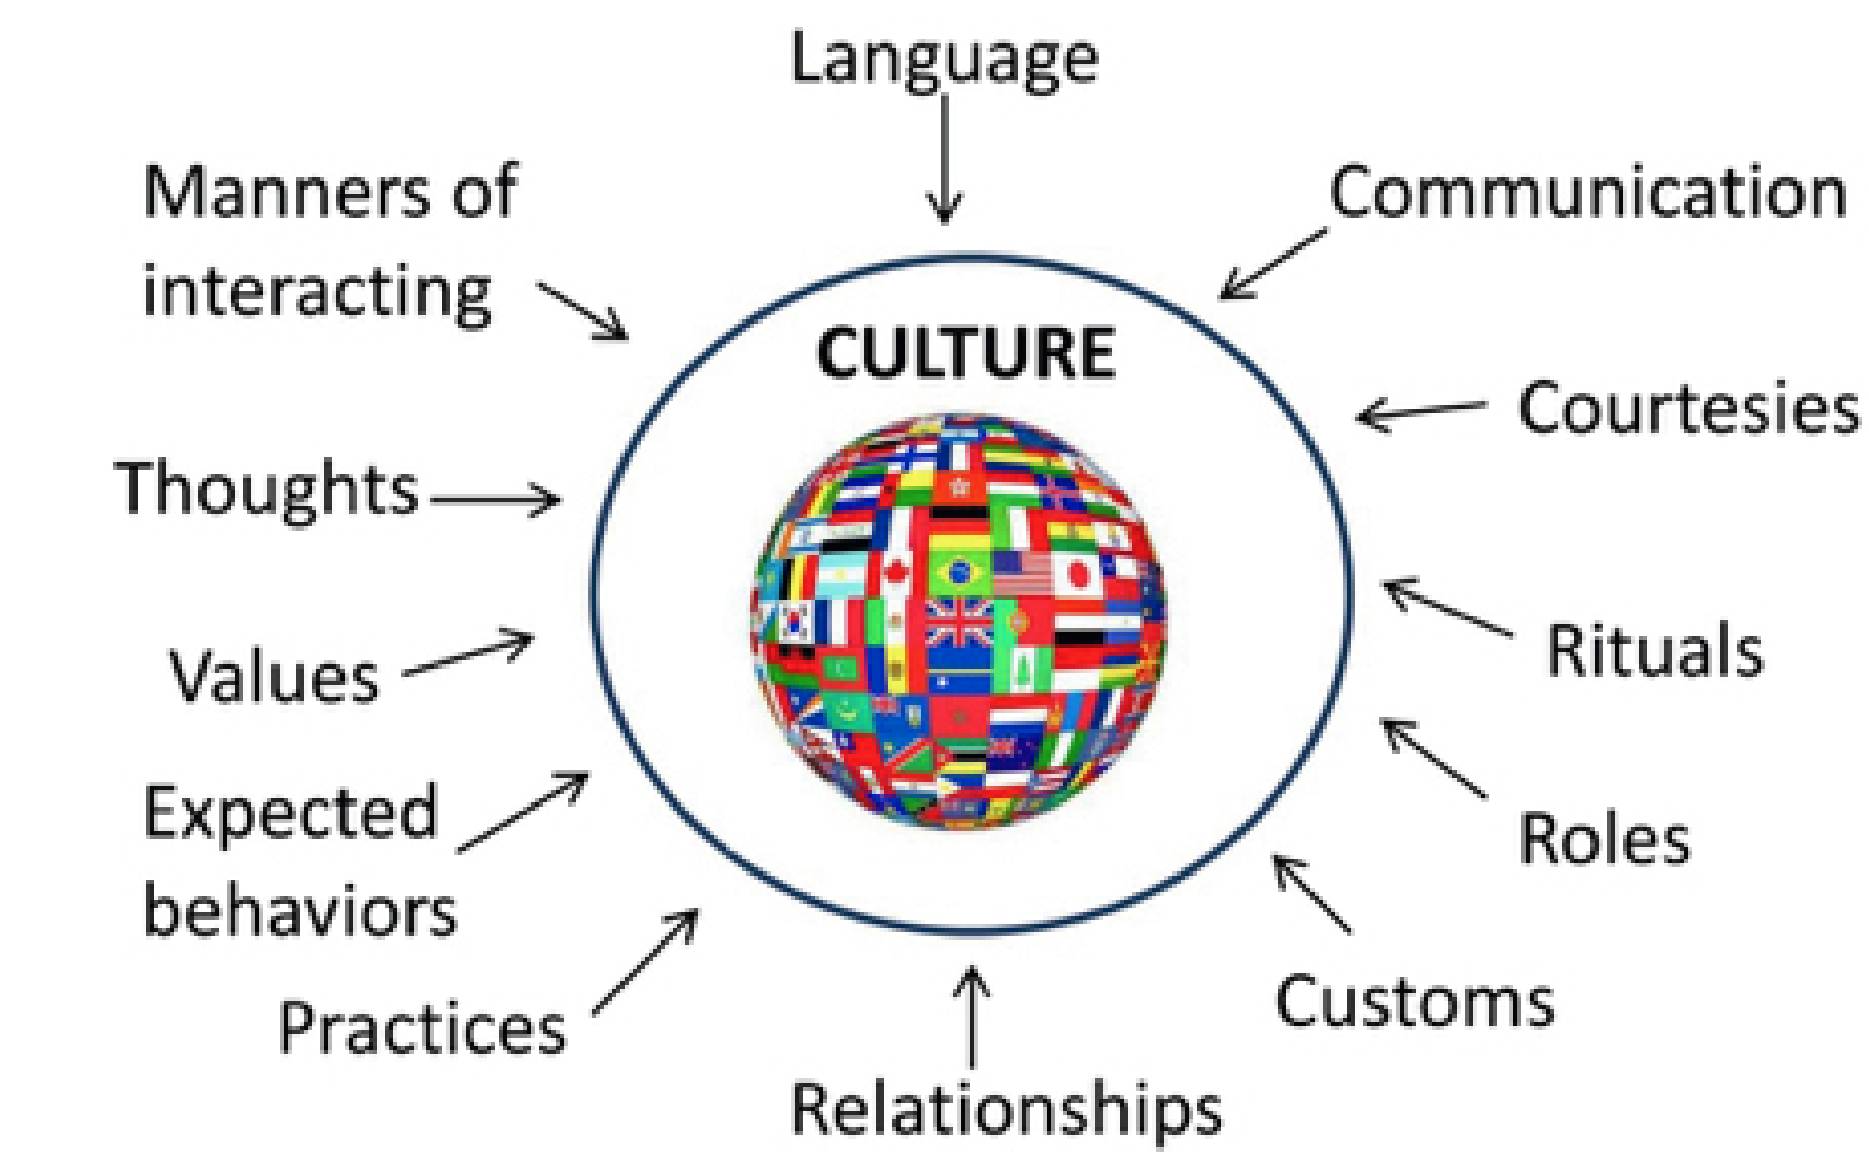 Language
Communication
Manners of
interacting
CULTURE
Courtesies
Thoughts
Rituals
Values
Expected
behaviors
Roles
Practices
Customs
Relationships